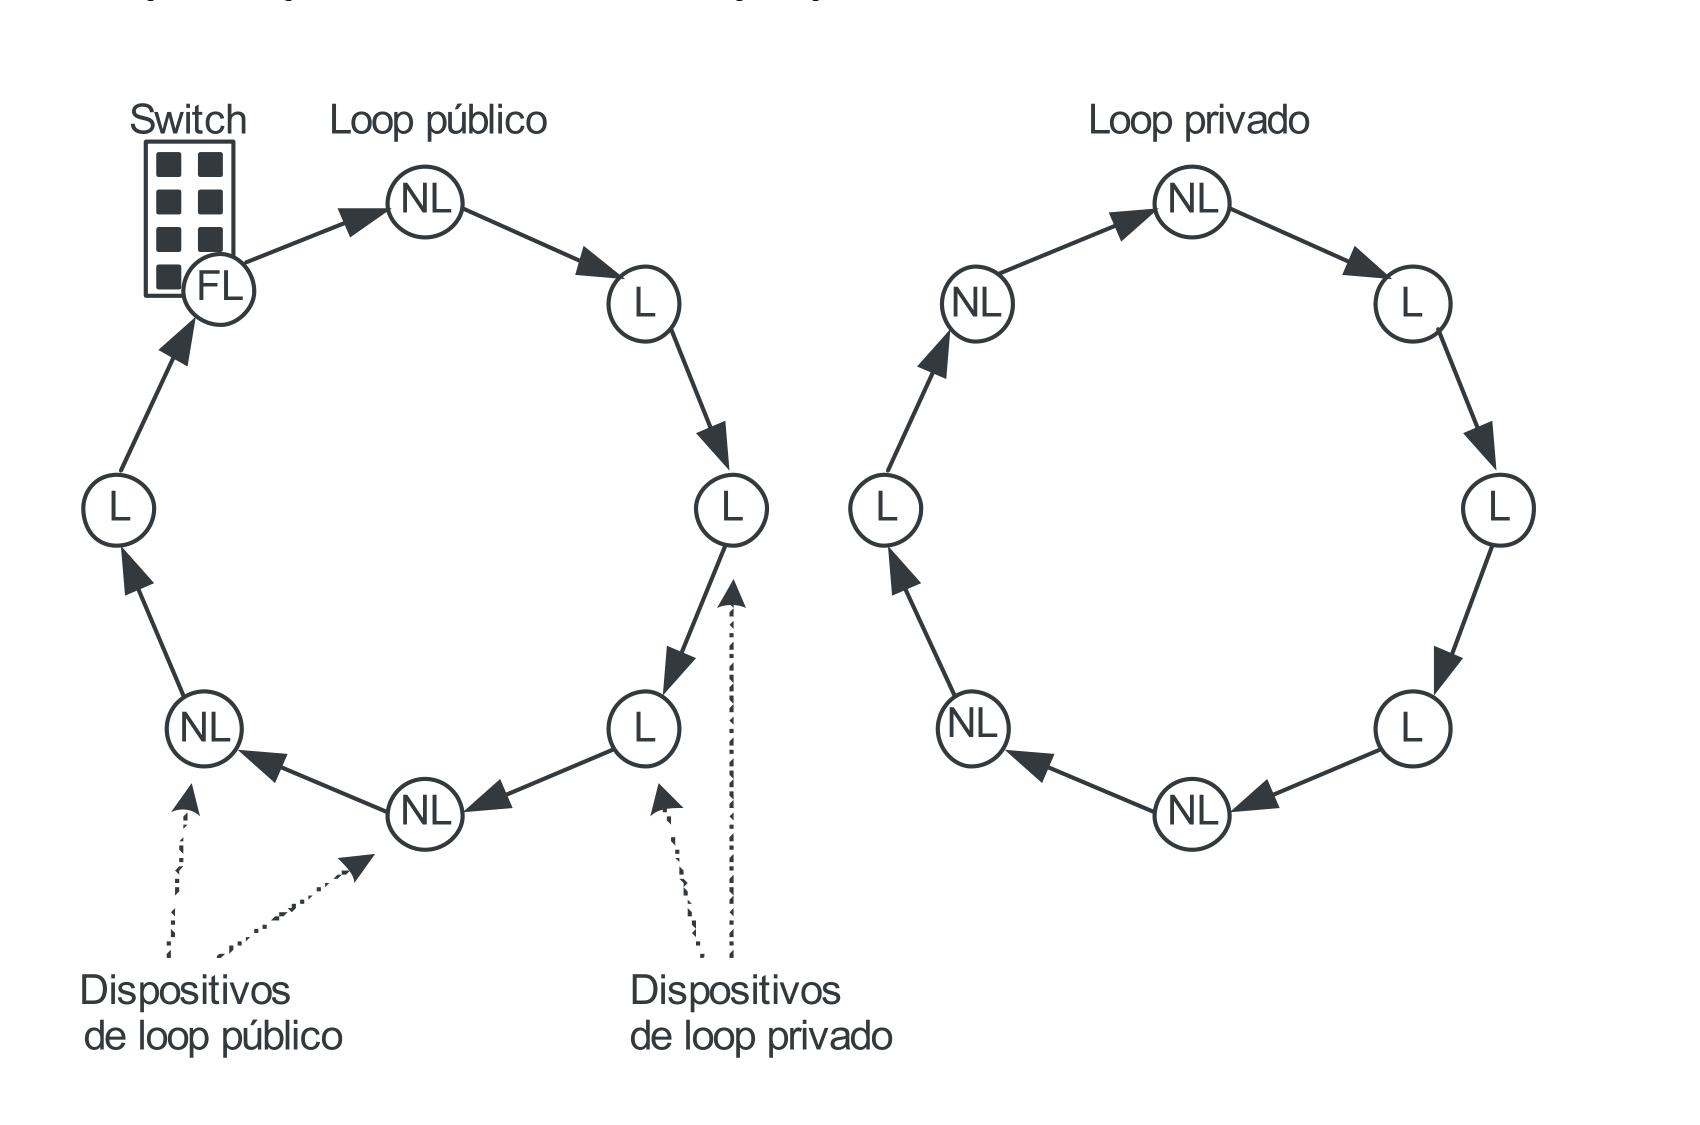 Switch
Loop público
Loop privado
NL
NL
FL
L
NL
L
L
L
L
L
NL
L
NL
L
NL
NL
Dispositivos
de loop público
Dispositivos
de loop privado